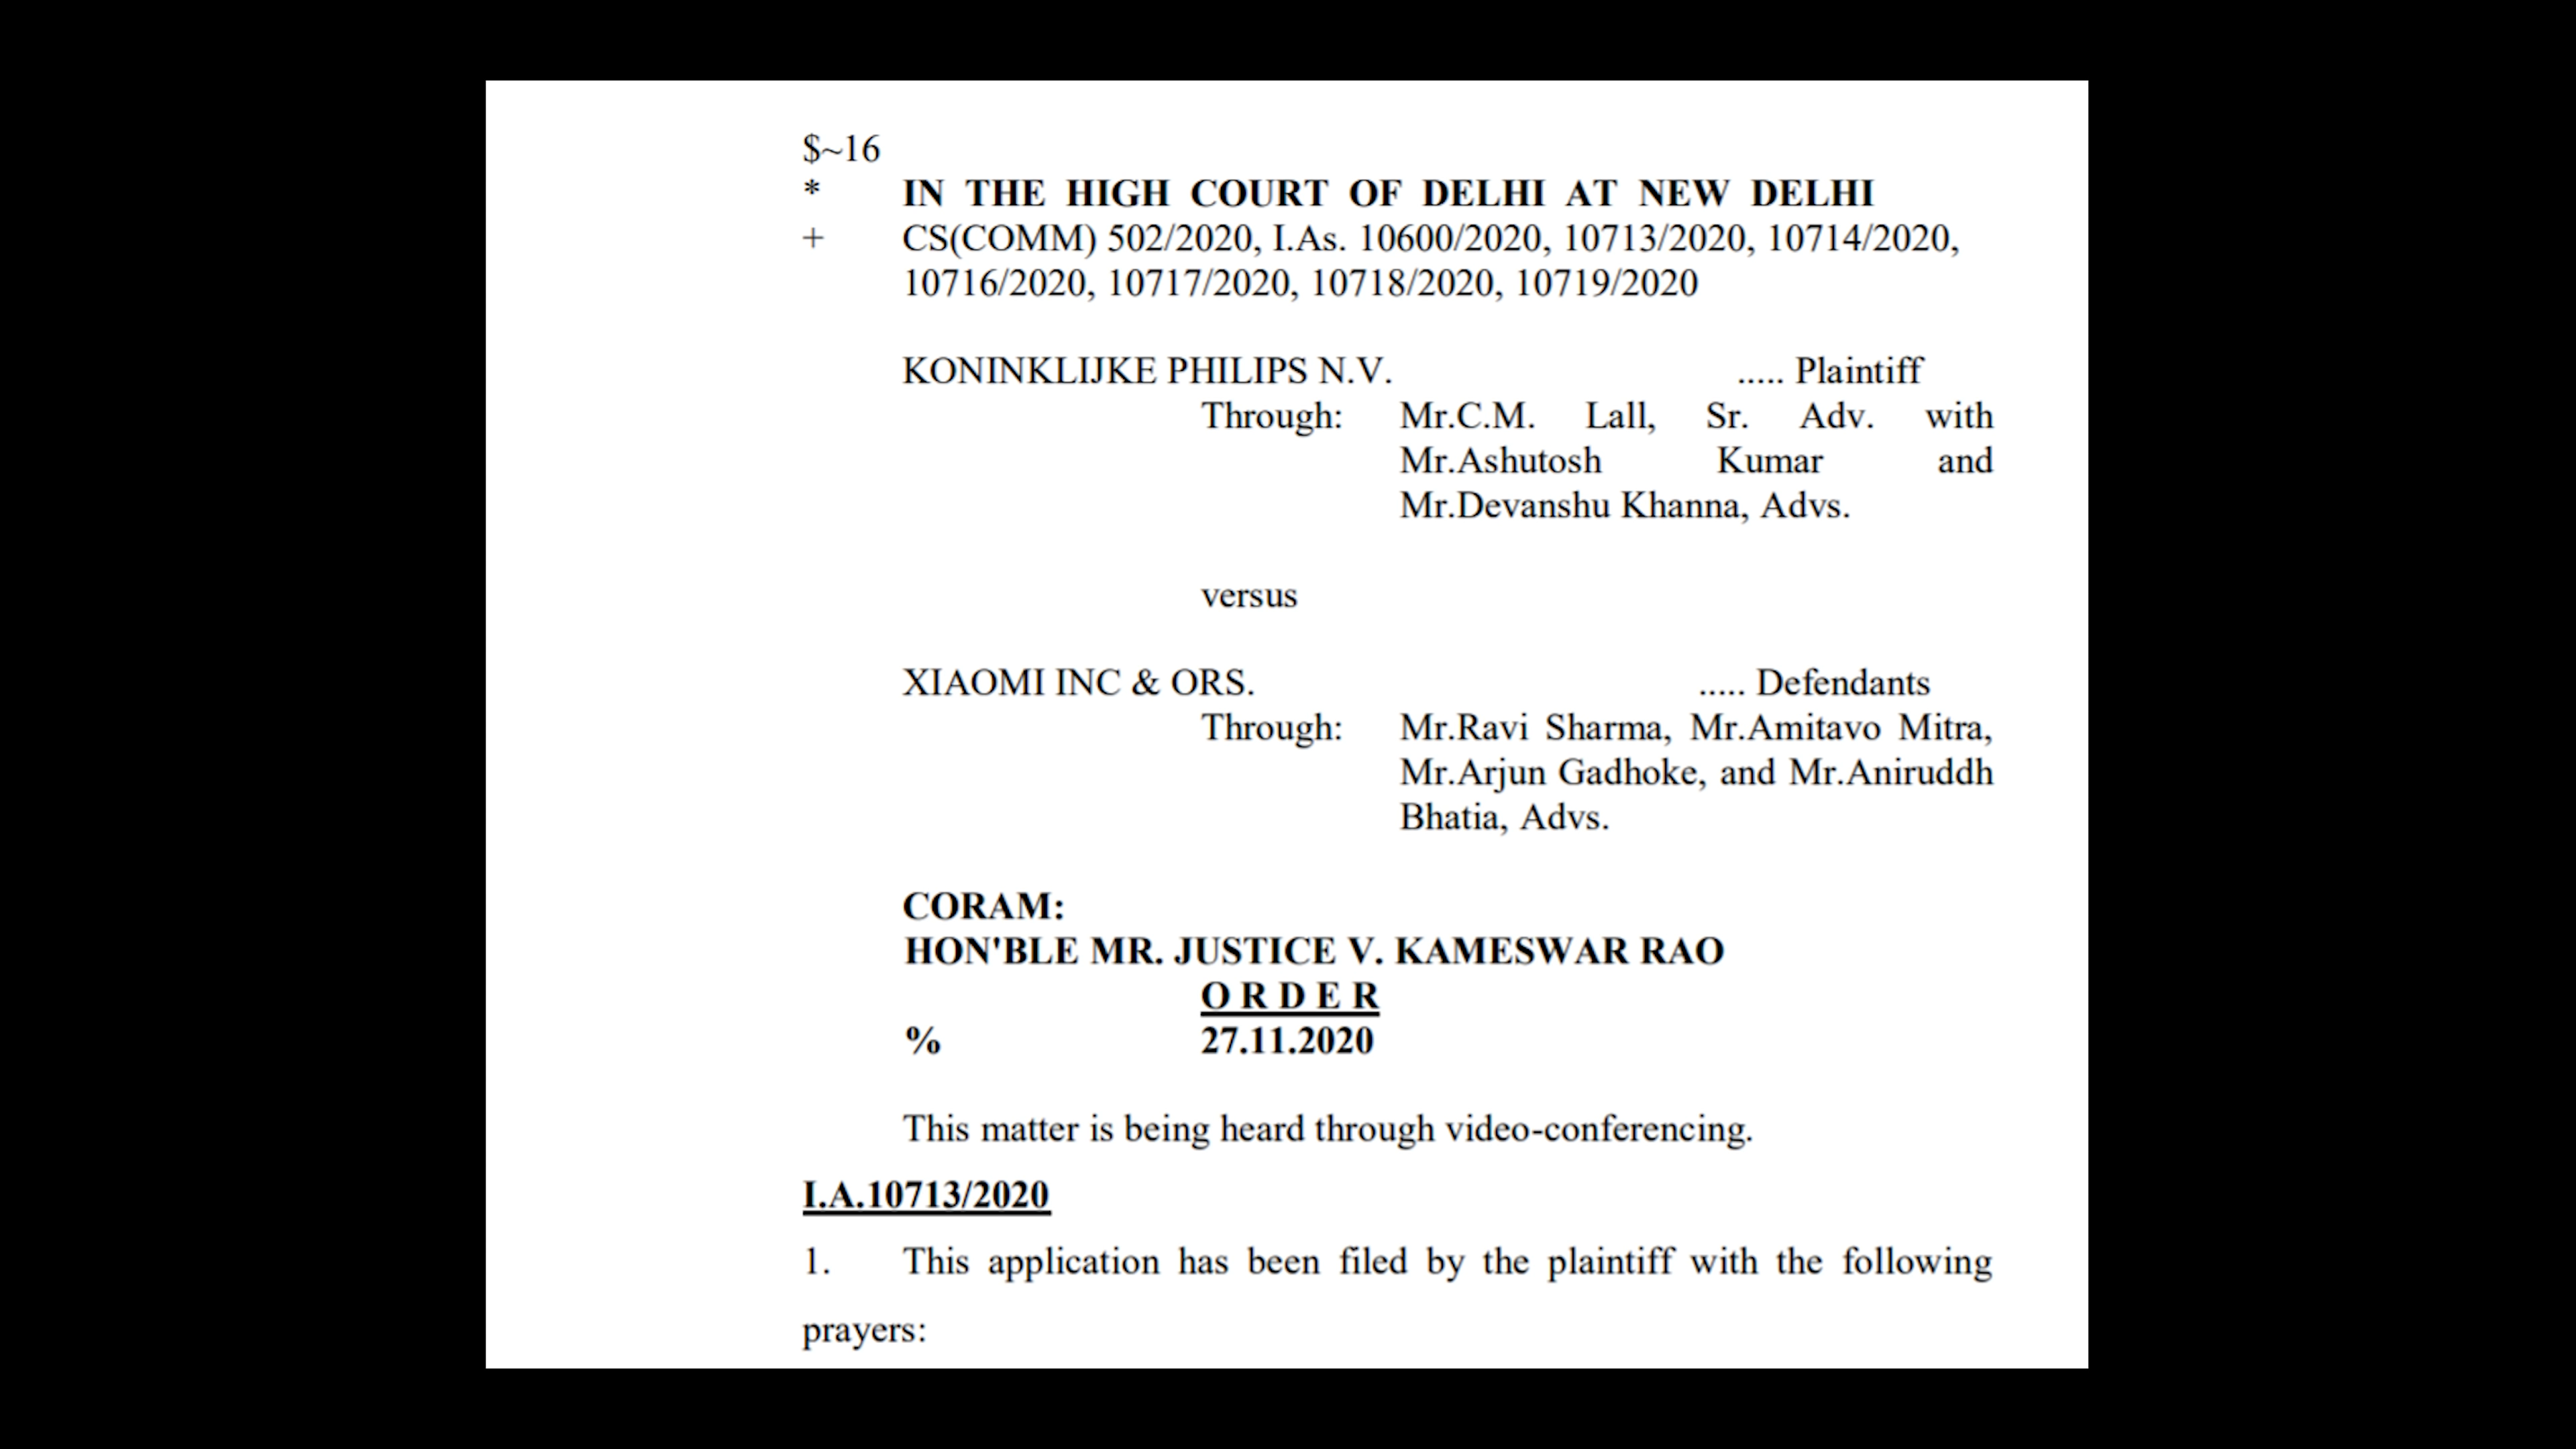 $~16
* IN THE HIGH COURT OF DELHI AT NEW DELHI
+ CS(COMM) 502/2020, I.As. 10600/2020, 10713/2020, 10714/2020,
10716/2020, 10717/2020, 10718/2020, 10719/2020
KONINKLIJKE PHILIPS N.V. ..... Plaintiff
Through: Mr.C.M. Lall, Sr. Adv. with
Mr.Ashutosh Kumar and
Mr.Devanshu Khanna, Advs.
versus
XIAOMI INC & ORS. ..... Defendants
Through: Mr.Ravi Sharma, Mr.Amitavo Mitra,
Mr.Arjun Gadhoke, and Mr.Aniruddh
Bhatia, Advs.
CORAM:
HON'BLE MR. JUSTICE V. KAMESWAR RAO
O R D E R
% 27.11.2020
This matter is being heard through video-conferencing.
I.A.10713/2020
1. This application has been filed by the plaintiff with the following
prayers: